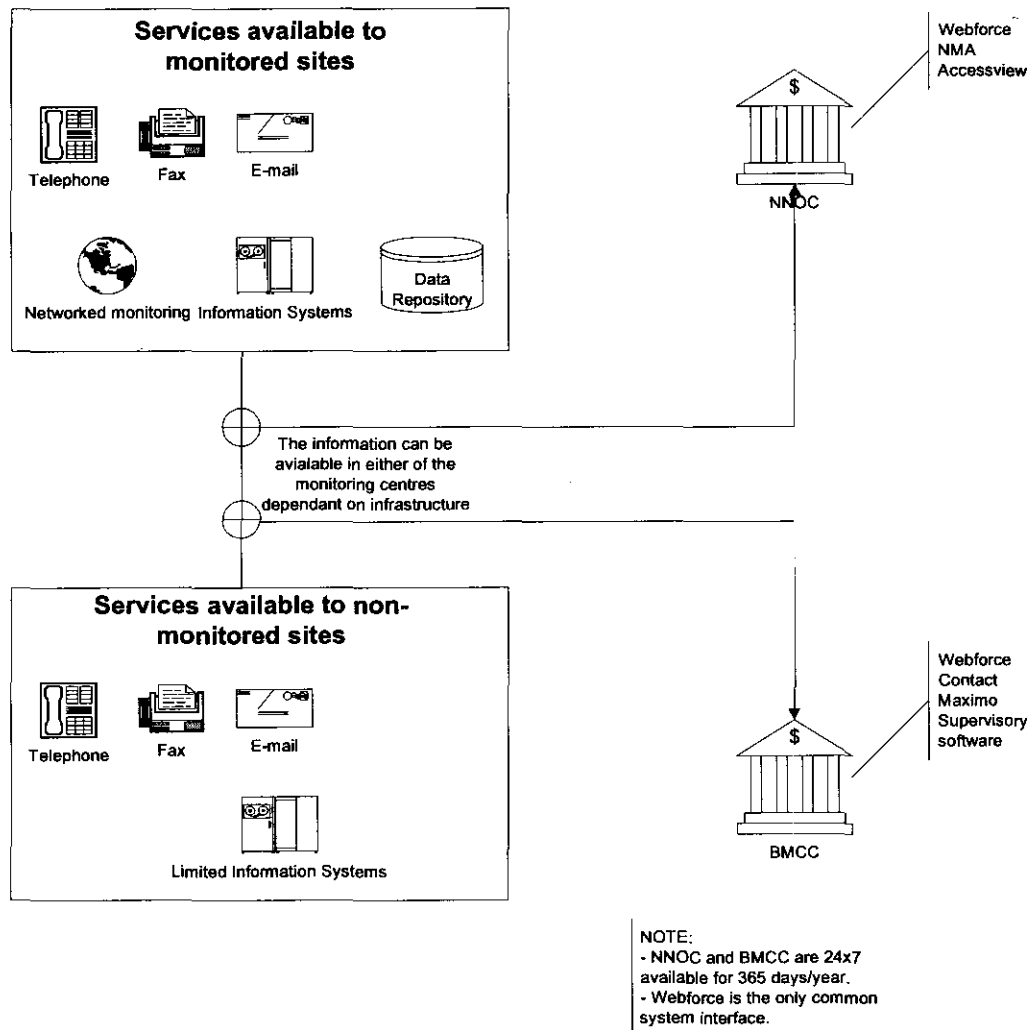 Services available to
monitored sites
Telephone
Fax
E-mail
Networked monitoring
Information Systems
Data
Repository
Webforce
NMA
Accessview
$
NNOC
The information can be
avialable in either of the
monitoring centres
dependant on infrastructure
Services available to non-
monitored sites
Telephone
Fax
E-mail
Limited Information Systems
Webforce
Contact
Maximo
Supervisory
software
$
BMCC
NOTE:
- NNOC and BMCC are 24x7
available for 365 days/year.
- Webforce is the only common
system interface.